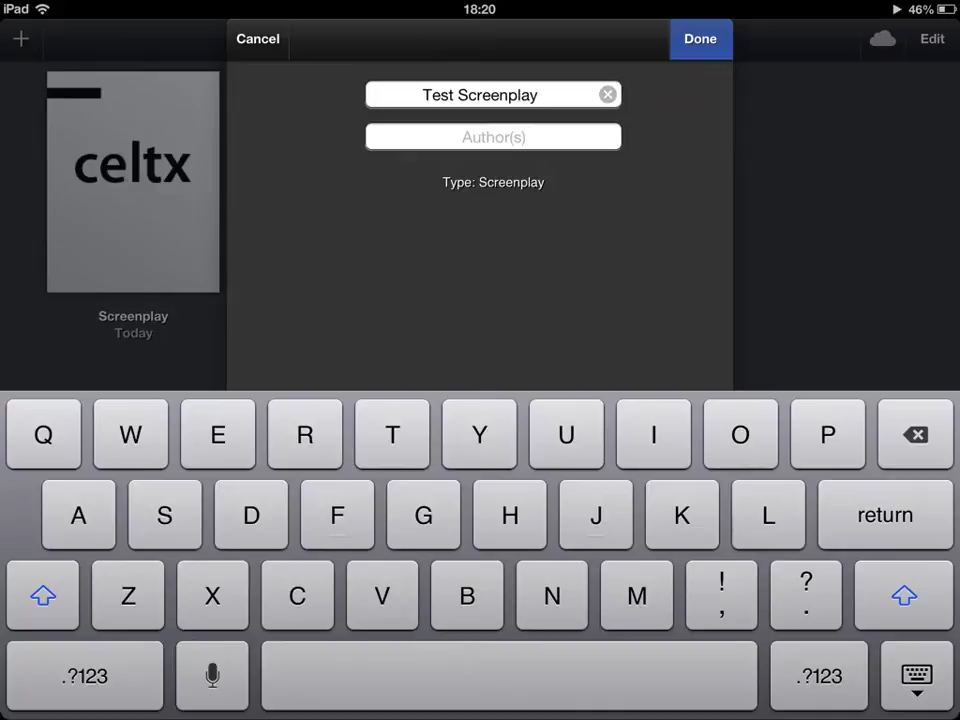 iPad 18:20 46%
Cancel Done Edit
Test Screenplay
Author(s)
Type: Screenplay
celtx
Screenplay
Today
Q W E R T Y U I O P
A S D F G H J K L return
Z X C V B N M ! , ? .
.?123 .?123